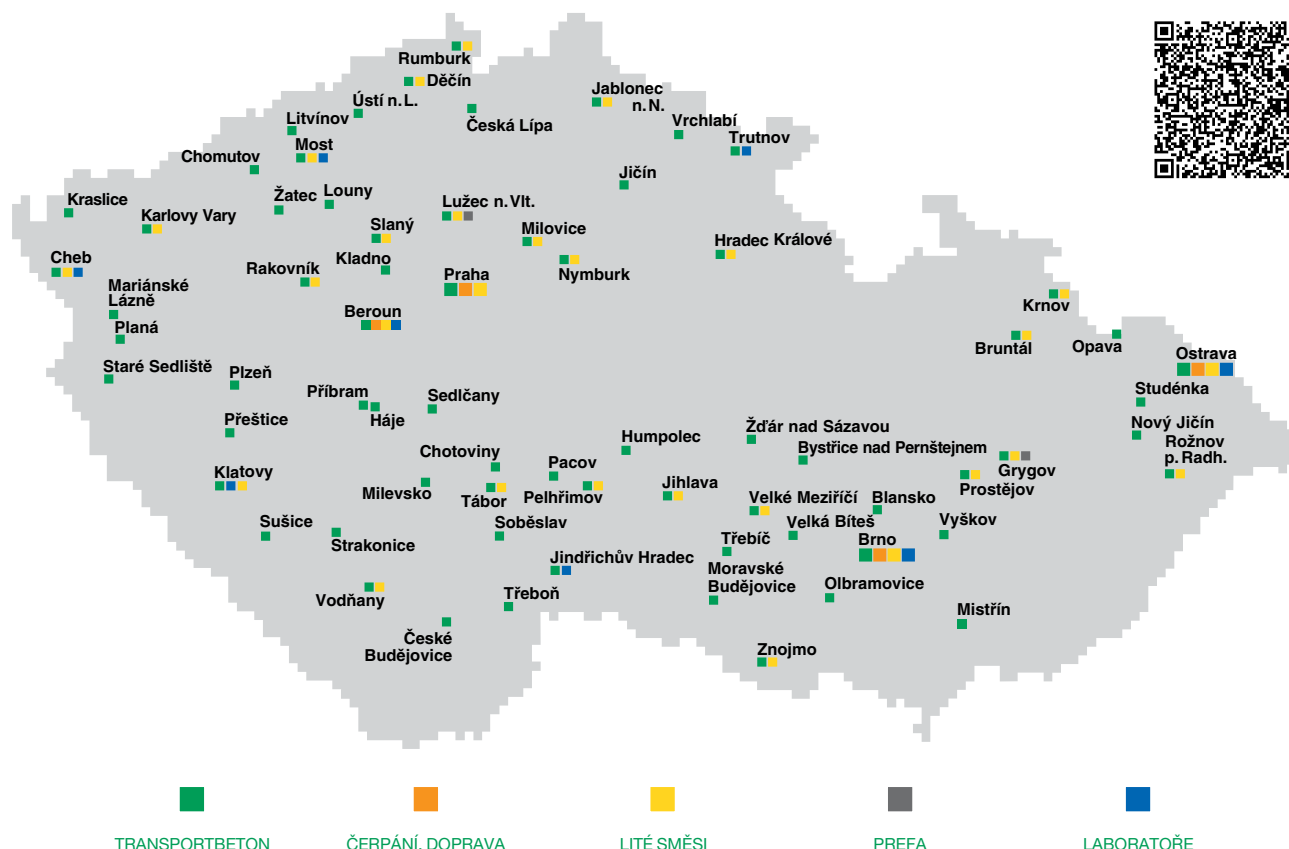 Rumburk
Děčín
Ústí n. L.
Česká Lípa
Jablonec
n. N.
Litvínov
Vrchlabí
Trutnov
Most
Chomutov
Jičín
Kraslice
Žatec
Louny
Lužec n. Vlt.
Karlovy Vary
Slaný
Milovice
Hradec Králové
Cheb
Rakovník
Kladno
Praha
Nymburk
Mariánské
Lázně
Planá
Beroun
Krnov
Bruntál
Opava
Ostrava
Staré Sedliště
Plzeň
Příbram
Háje
Sedlčany
Studénka
Přeštice
Nový Jičín
Rožnov
p. Radh.
Humpolec
Žďár nad Sázavou
Bystřice nad Pernštejnem
Grygov
Chotoviny
Pacov
Klatovy
Milevsko
Tábor
Pelhřimov
Jihlava
Prostějov
Velké Meziříčí
Blansko
Sušice
Strakonice
Soběslav
Velká Bíteš
Vyškov
Třebíč
Brno
Jindřichův Hradec
Moravské
Budějovice
Olbramovice
Vodňany
Třeboň
Mistřín
České
Budějovice
Znojmo
TRANSPORTBETON
ČERPÁNÍ, DOPRAVA
LITÉ SMĚSI
PREFA
LABORATOŘE